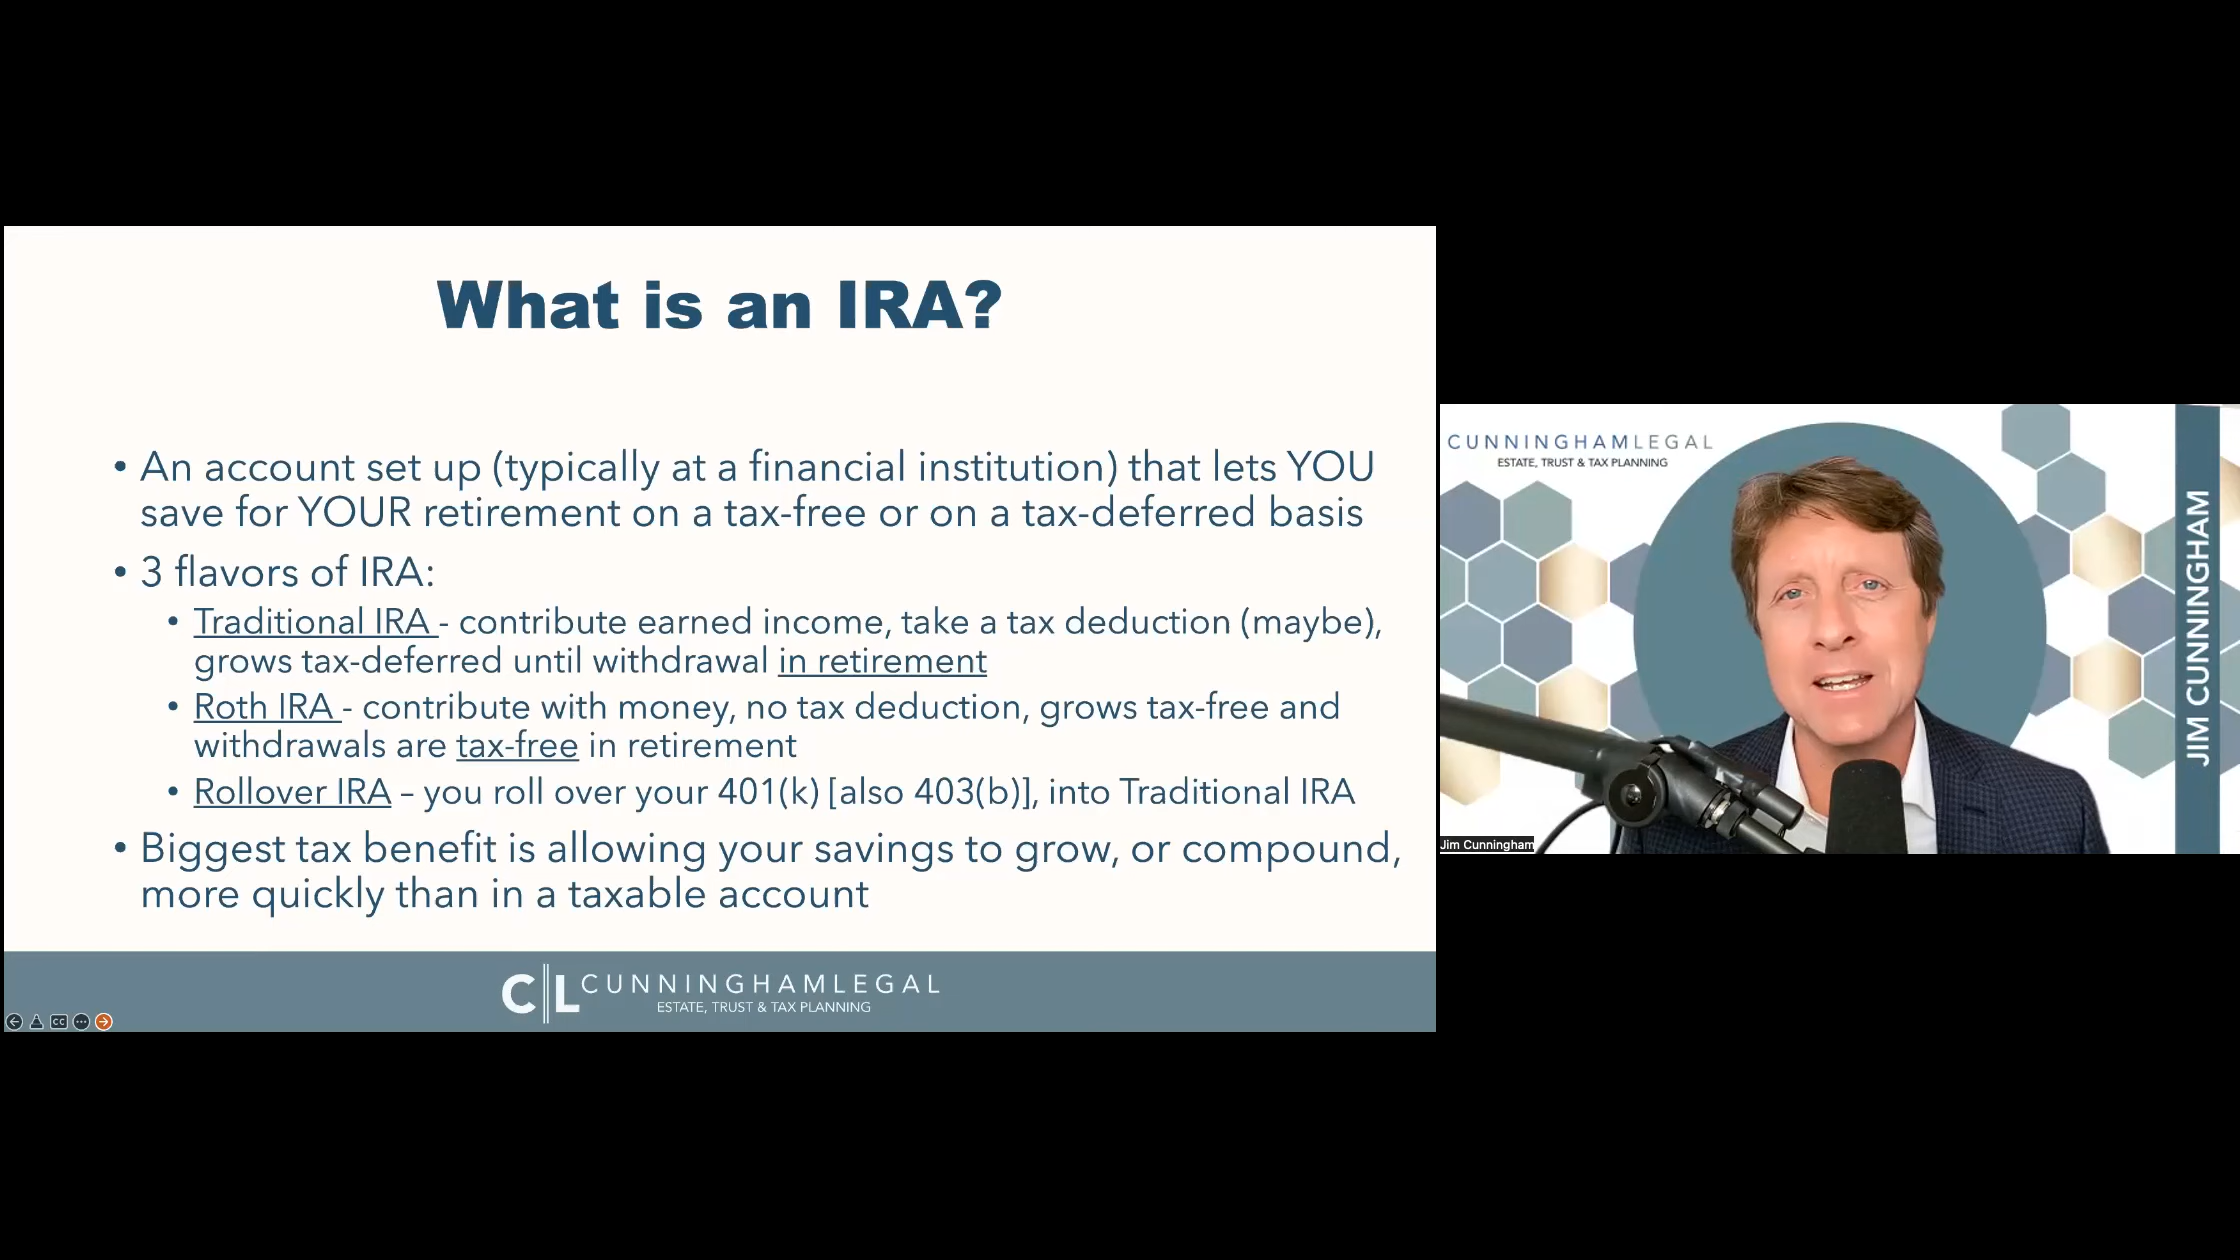 What is an IRA?
• An account set up (typically at a financial institution) that lets YOU
save for YOUR retirement on a tax-free or on a tax-deferred basis
• 3 flavors of IRA:
• Traditional IRA - contribute earned income, take a tax deduction (maybe),
grows tax-deferred until withdrawal in retirement
• Roth IRA - contribute with money, no tax deduction, grows tax-free and
withdrawals are tax-free in retirement
• Rollover IRA – you roll over your 401(k) [also 403(b)], into Traditional IRA
• Biggest tax benefit is allowing your savings to grow, or compound,
more quickly than in a taxable account
CL CUNNINGHAMLEGAL
ESTATE, TRUST & TAX PLANNING
CC
CUNNINGHAMLEGAL
ESTATE, TRUST & TAX PLANNING
JIM CUNNINGHAM
Jim Cunningham